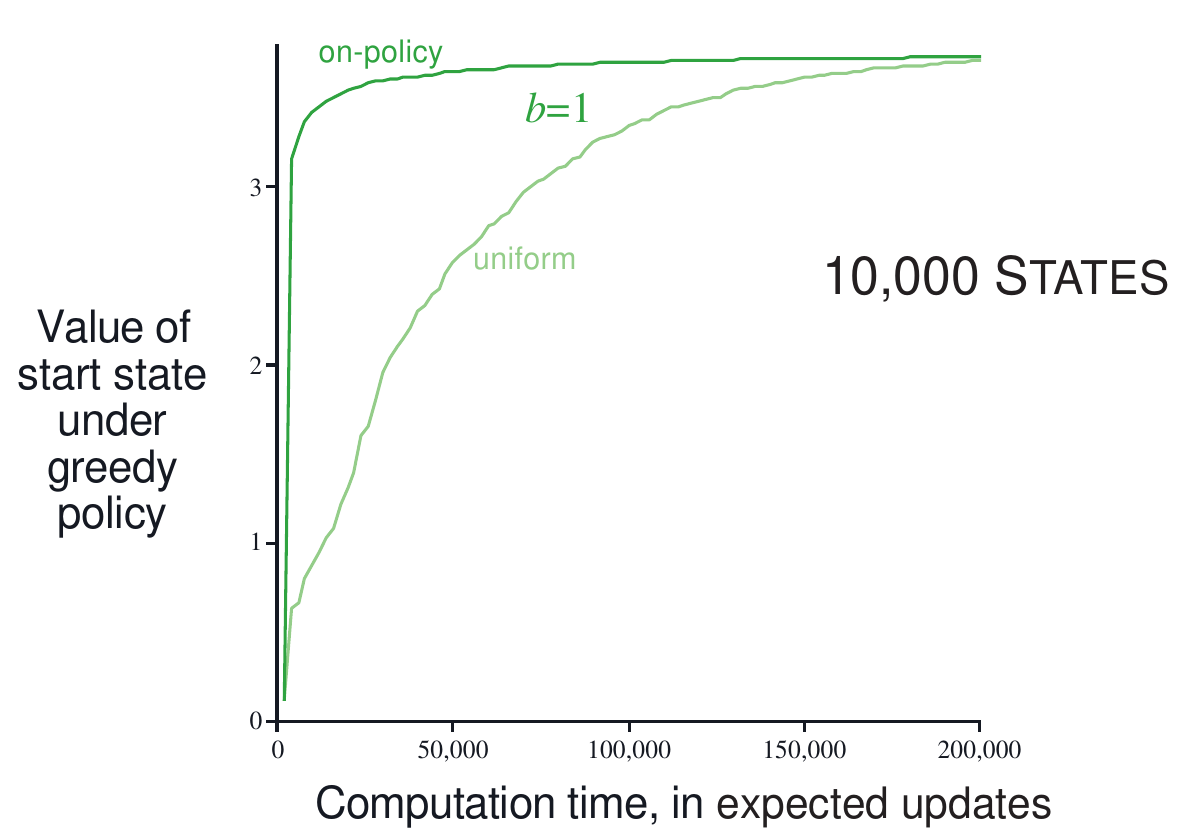 on-policy
b=1
3
uniform
10,000 STATES
Value of
start state
under
greedy
policy
2
1
0
0 50,000 100,000 150,000 200,000
Computation time, in expected updates